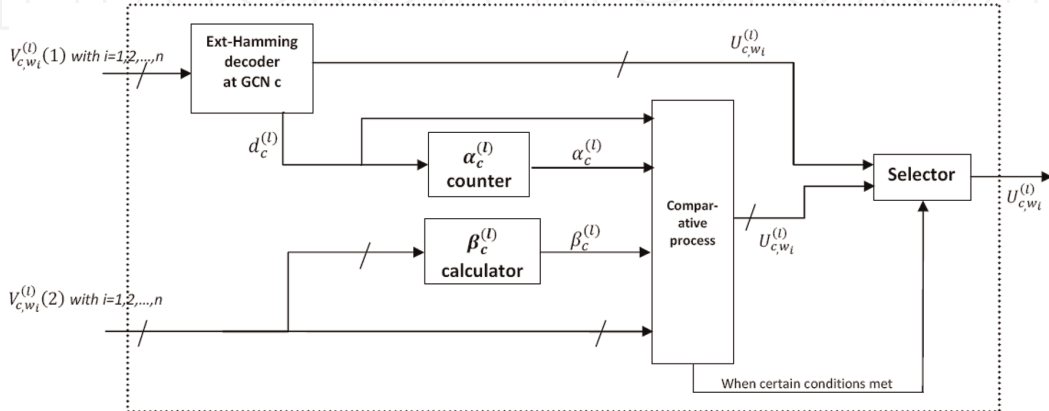 V_{c,w_i}^{(l)}(1) with i=1,2,...,n
Ext-Hamming
decoder
at GCN c
U_{c,w_i}^{(l)}
d_c^{(l)}
α_c^{(l)}
counter
α_c^{(l)}
Compar-
ative
process
Selector
U_{c,w_i}^{(l)}
U_{c,w_i}^{(l)}
β_c^{(l)}
calculator
β_c^{(l)}
V_{c,w_i}^{(l)}(2) with i=1,2,...,n
When certain conditions met